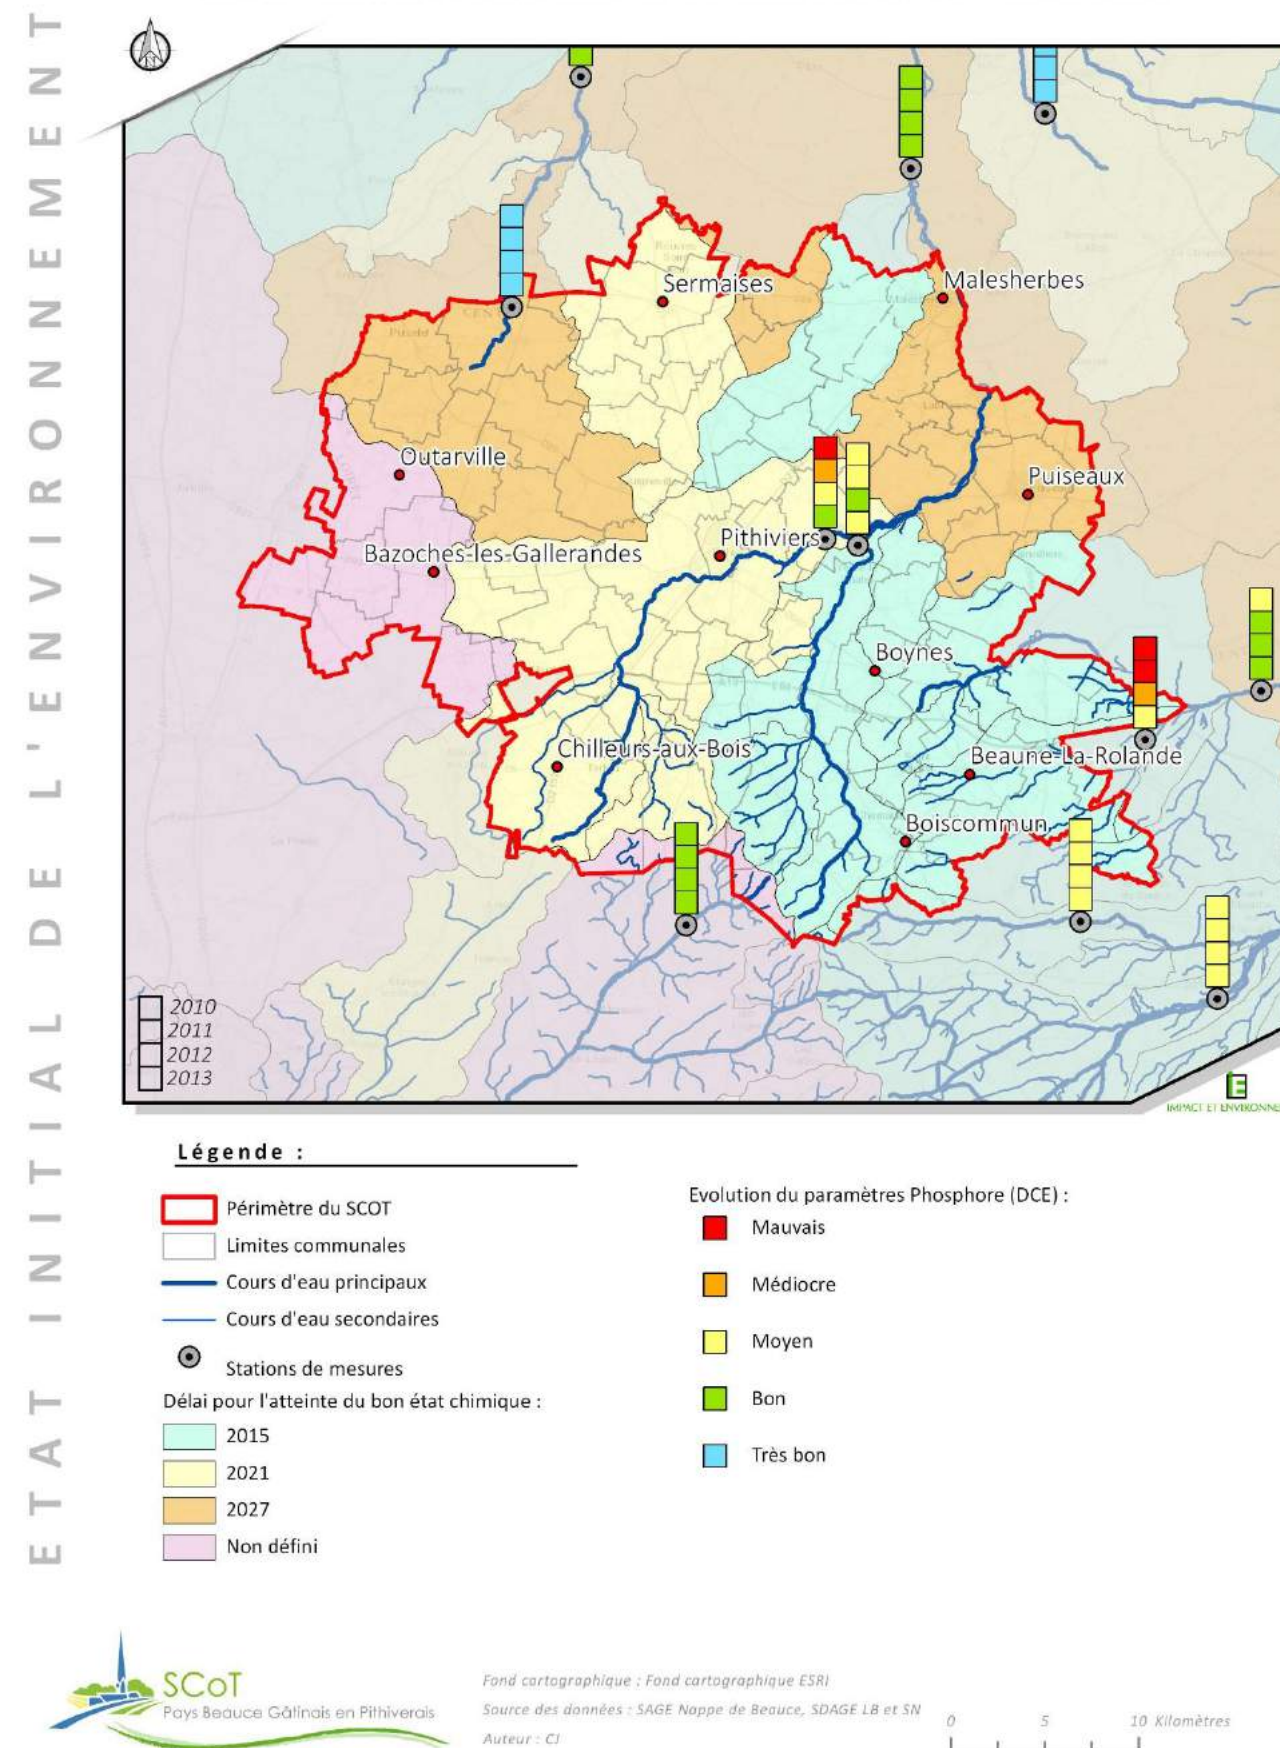 ETAT INITIAL DE L'ENVIRONNEMENT
Sermaises
Malesherbes
Outarville
Puiseaux
Pithiviers
Bazoches-les-Gallerandes
Boynes
Chilleurs-aux-Bois
Beaune-La-Rolande
Boiscommun
2010
2011
2012
2013
E
IMPACT ET ENVIRONNE
Légende :
Périmètre du SCOT
Limites communales
Cours d'eau principaux
Cours d'eau secondaires
Stations de mesures
Délai pour l'atteinte du bon état chimique :
2015
2021
2027
Non défini
Evolution du paramètres Phosphore (DCE) :
Mauvais
Médiocre
Moyen
Bon
Très bon
SCoT
Pays Beauce Gâtinais en Pithiverais
Fond cartographique : Fond cartographique ESRI
Source des données : SAGE Nappe de Beauce, SDAGE LB et SN
Auteur : CJ
0 5 10 Kilomètres